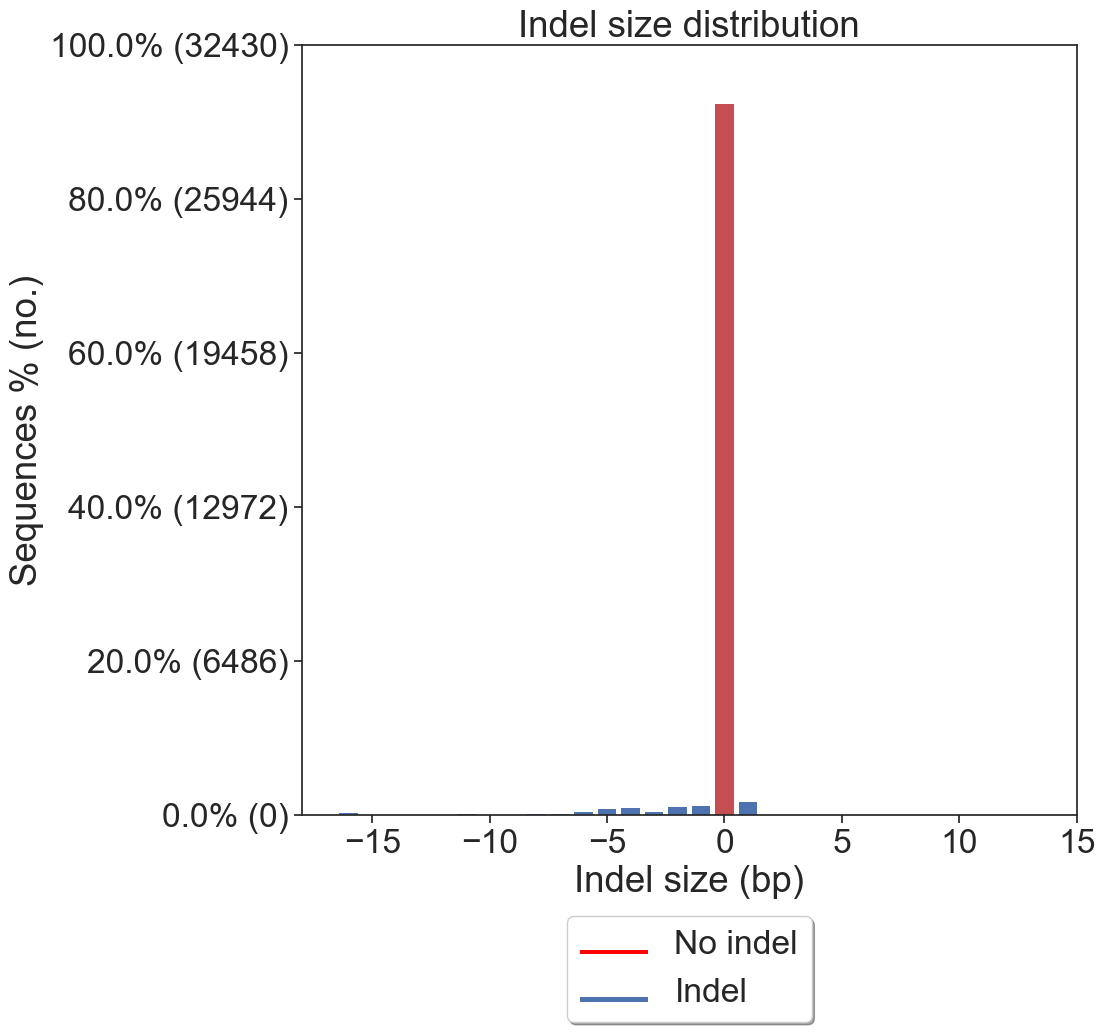 Indel size distribution
100.0% (32430)
80.0% (25944)
60.0% (19458)
40.0% (12972)
20.0% (6486)
0.0% (0)
Sequences % (no.)
−15 −10 −5 0 5 10 15
Indel size (bp)
No indel
Indel